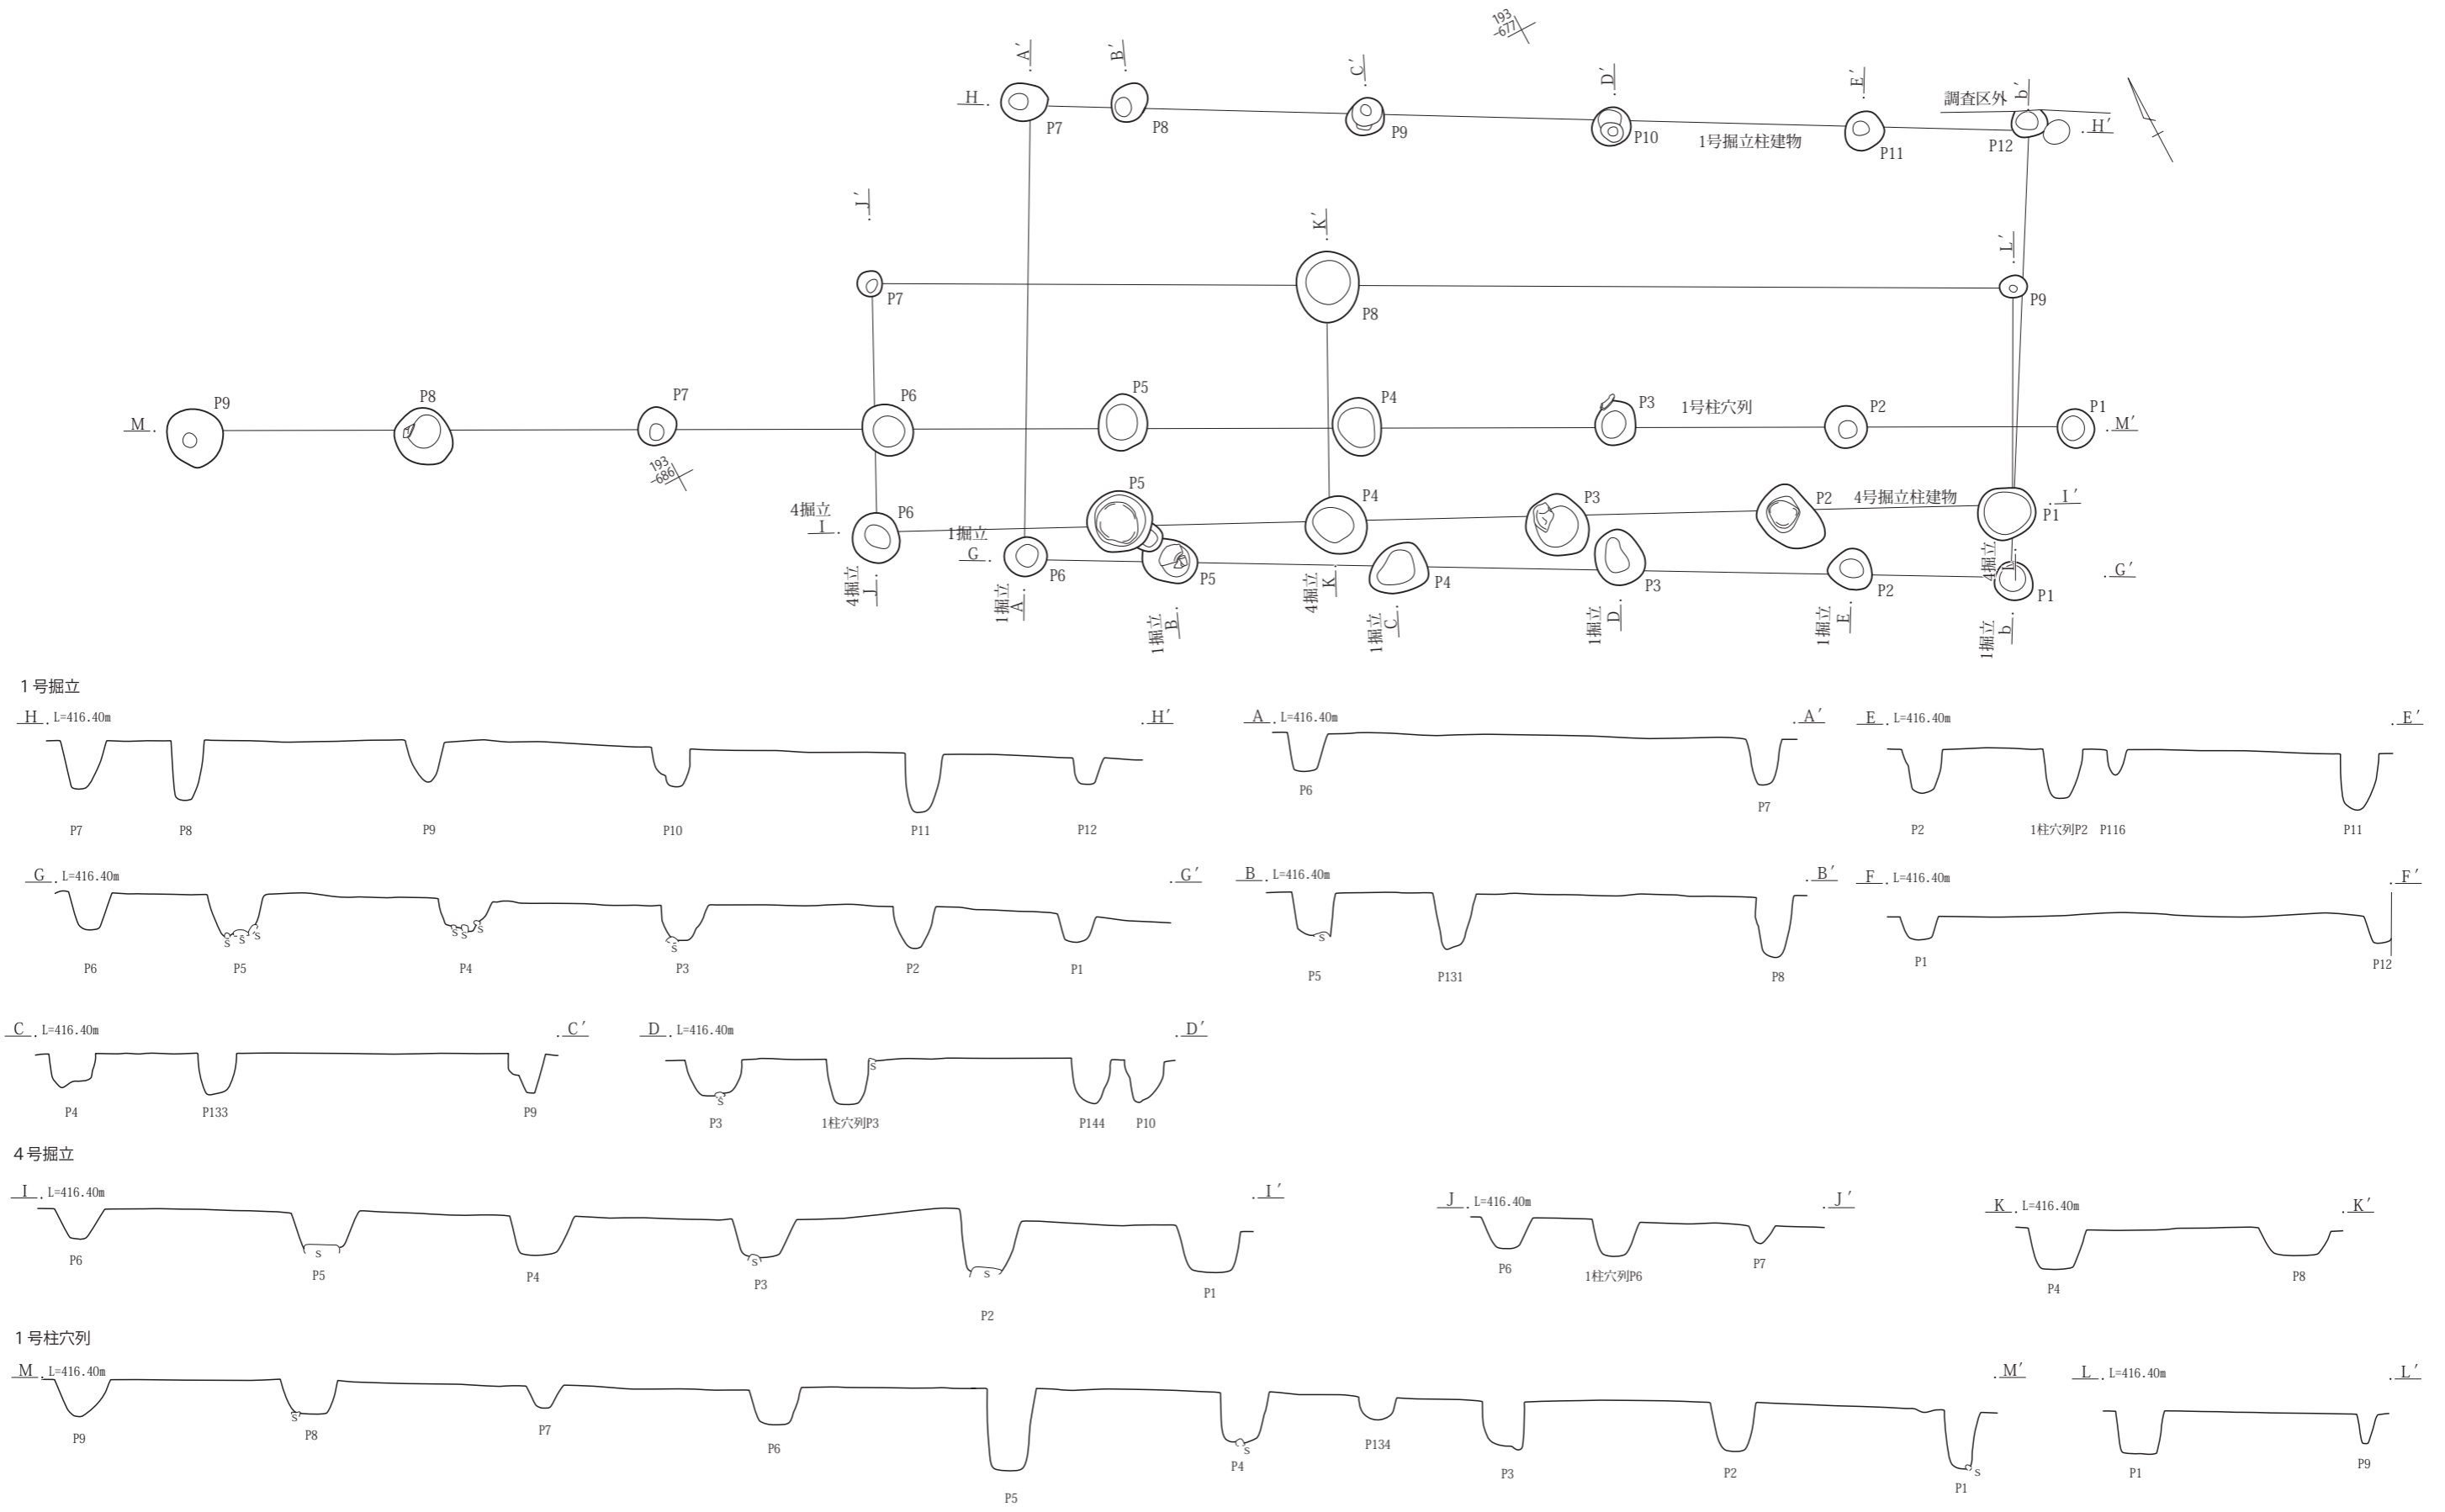 193
-677
A′
B′
C′
D′
E′
b′
調査区外
H
H′
P7
P8
P9
P10
1号掘立柱建物
P11
P12
J′
K′
L′
P7
P8
P9
M
P9
P8
P7
P6
P5
P4
P3
1号柱穴列
P2
P1
M′
193
-686
4掘立
I
P6
P5
P4
P3
P2
4号掘立柱建物
P1
I′
1掘立
G
P6
P5
P4
P3
P2
P1
G′
4掘立
J
1掘立
A
1掘立
B
4掘立
K
1掘立
C
1掘立
D
1掘立
E
4掘立
L
1掘立
b
1号掘立
H L=416.40m H′
P7 P8 P9 P10 P11 P12
A L=416.40m A′
P6 P7
E L=416.40m E′
P2 1柱穴列P2 P116 P11
G L=416.40m G′
S S S S S S S
P6 P5 P4 P3 P2 P1
B L=416.40m B′
S
P5 P131 P8
F L=416.40m F′
P1 P12
C L=416.40m C′
P4 P133 P9
D L=416.40m D′
S S
P3 1柱穴列P3 P144 P10
4号掘立
I L=416.40m I′
S S S
P6 P5 P4 P3 P2 P1
J L=416.40m J′
P6 1柱穴列P6 P7
K L=416.40m K′
P4 P8
1号柱穴列
M L=416.40m M′
S S S
P9 P8 P7 P6 P5 P4 P134 P3 P2 P1
L L=416.40m L′
P1 P9